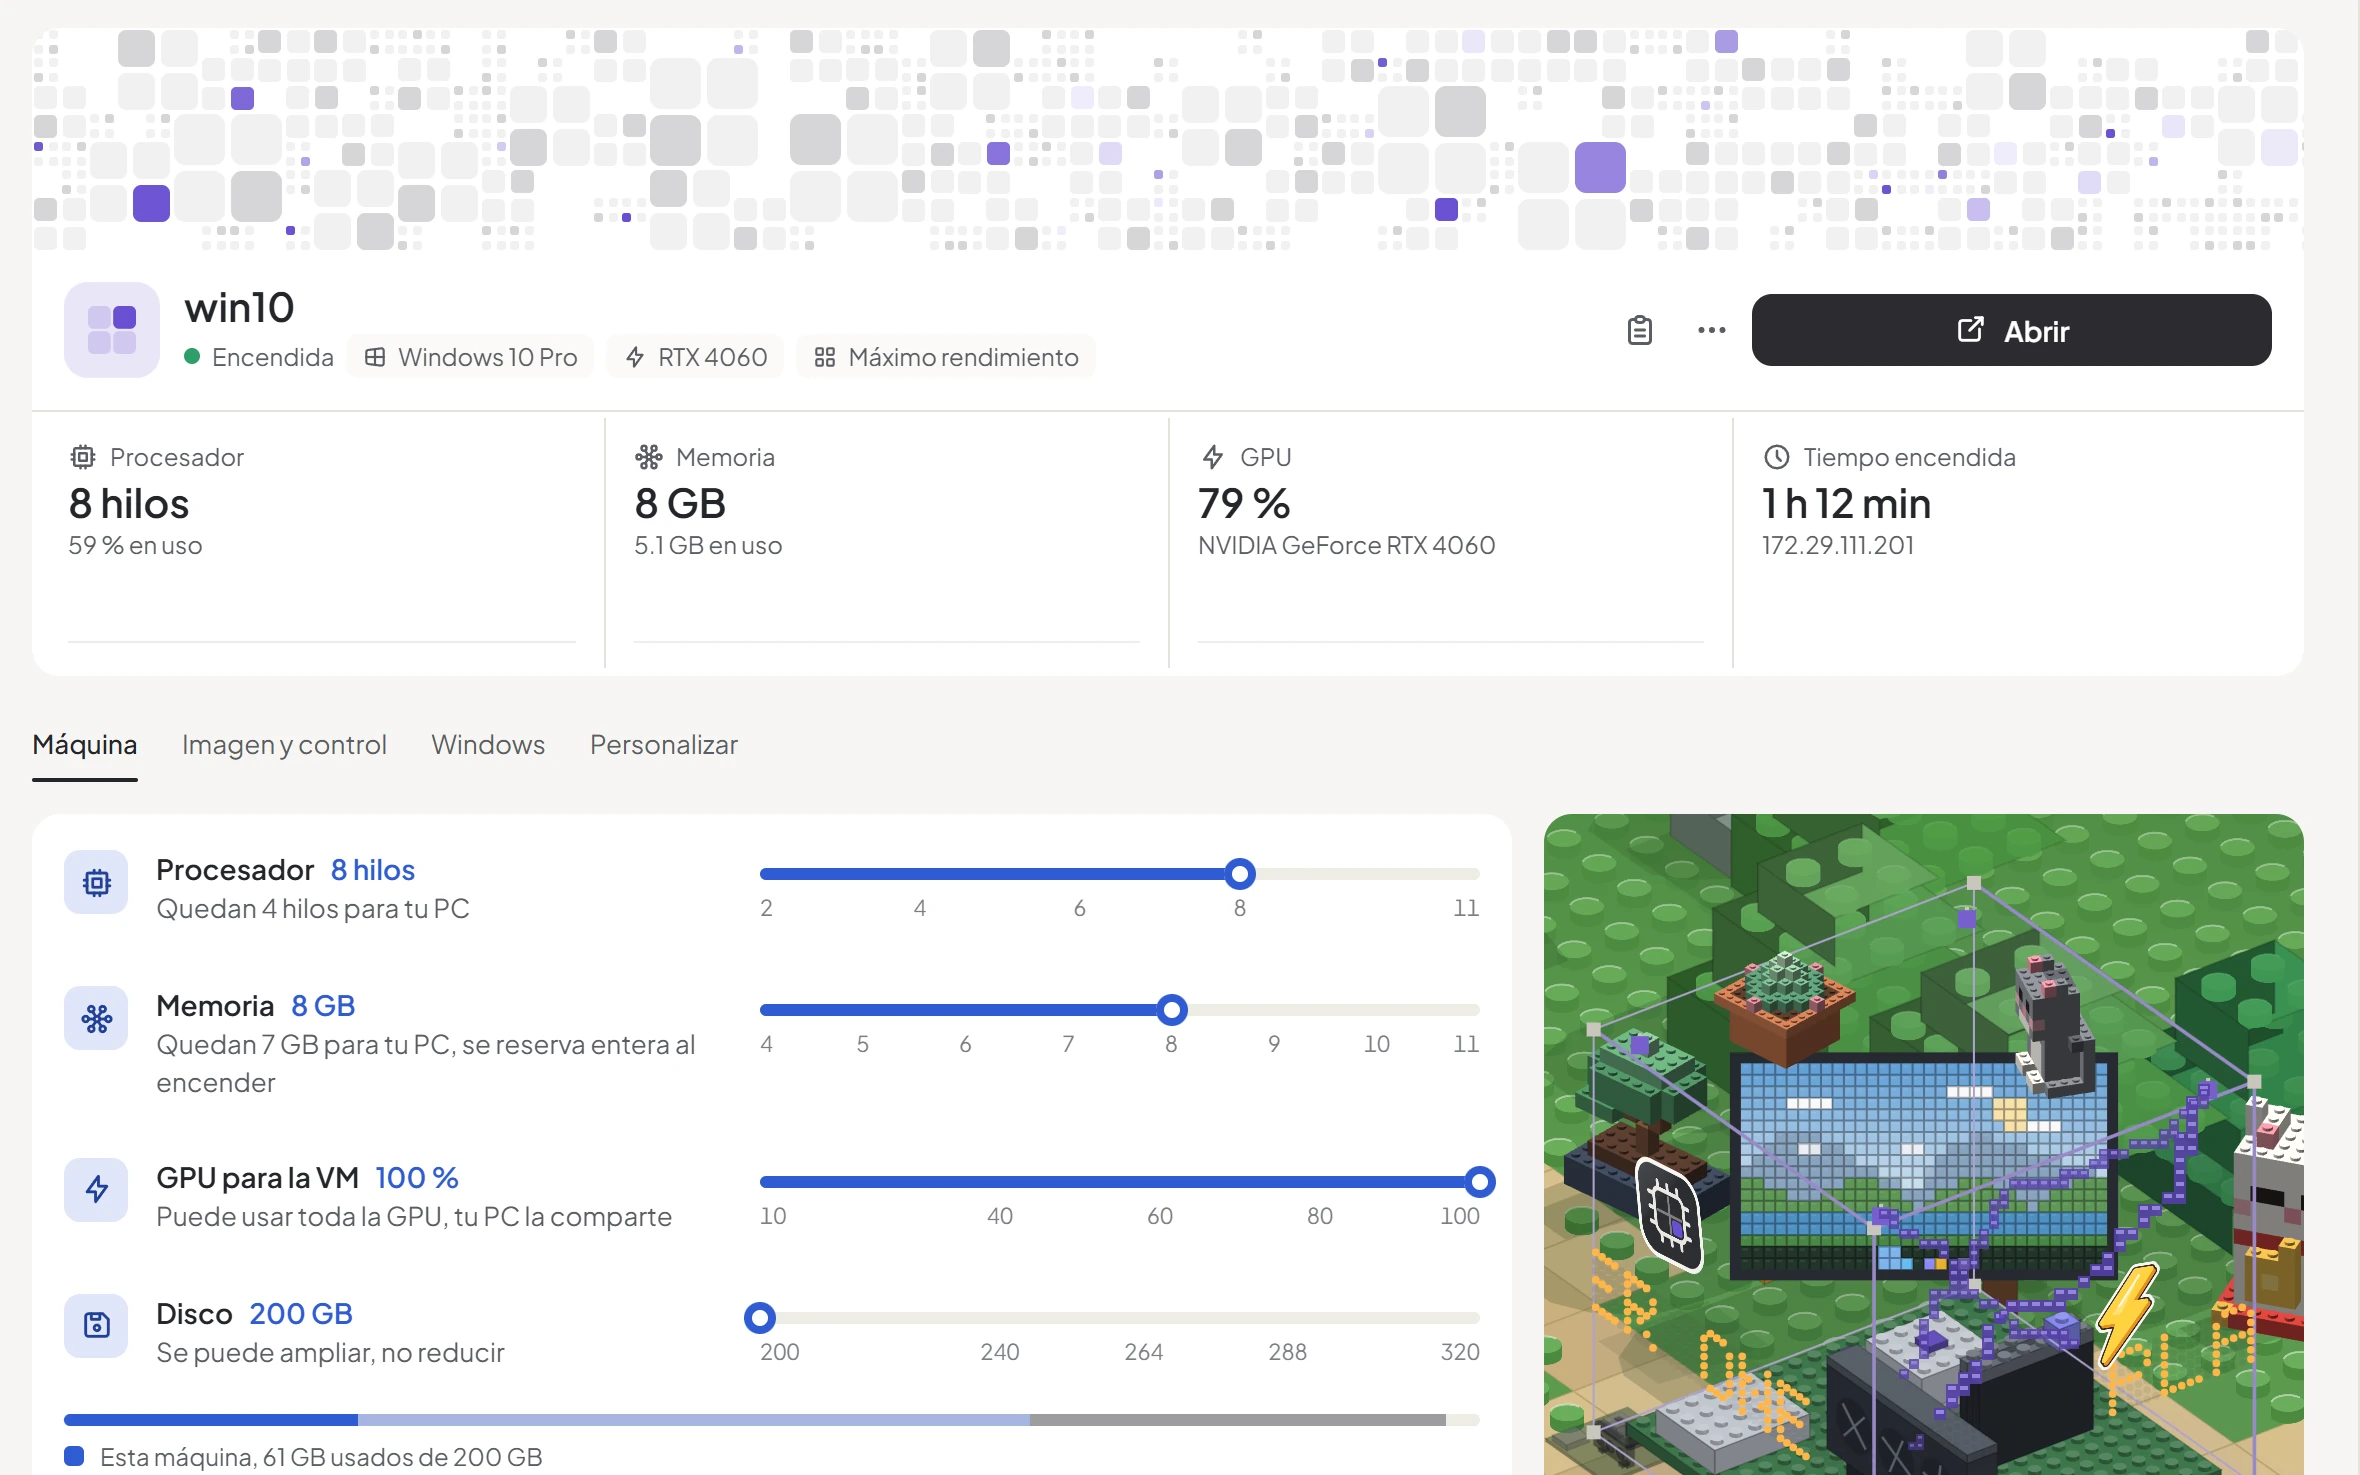 win10
Encendida
Windows 10 Pro
RTX 4060
Máximo rendimiento
Abrir
Procesador
8 hilos
59 % en uso
Memoria
8 GB
5.1 GB en uso
GPU
79 %
NVIDIA GeForce RTX 4060
Tiempo encendida
1 h 12 min
172.29.111.201
Máquina
Imagen y control
Windows
Personalizar
Procesador 8 hilos
Quedan 4 hilos para tu PC
2 4 6 8 11
Memoria 8 GB
Quedan 7 GB para tu PC, se reserva entera al
encender
4 5 6 7 8 9 10 11
GPU para la VM 100 %
Puede usar toda la GPU, tu PC la comparte
10 40 60 80 100
Disco 200 GB
Se puede ampliar, no reducir
200 240 264 288 320
Esta máquina, 61 GB usados de 200 GB